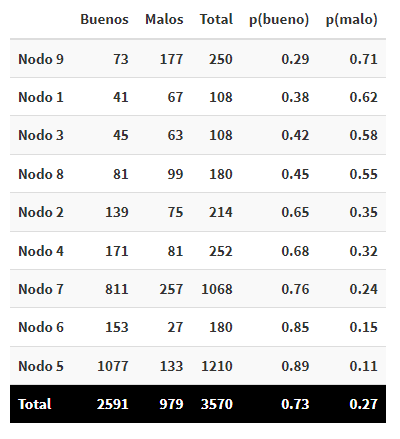 Buenos Malos Total p(bueno) p(malo)
Nodo 9 73 177 250 0.29 0.71
Nodo 1 41 67 108 0.38 0.62
Nodo 3 45 63 108 0.42 0.58
Nodo 8 81 99 180 0.45 0.55
Nodo 2 139 75 214 0.65 0.35
Nodo 4 171 81 252 0.68 0.32
Nodo 7 811 257 1068 0.76 0.24
Nodo 6 153 27 180 0.85 0.15
Nodo 5 1077 133 1210 0.89 0.11
Total 2591 979 3570 0.73 0.27